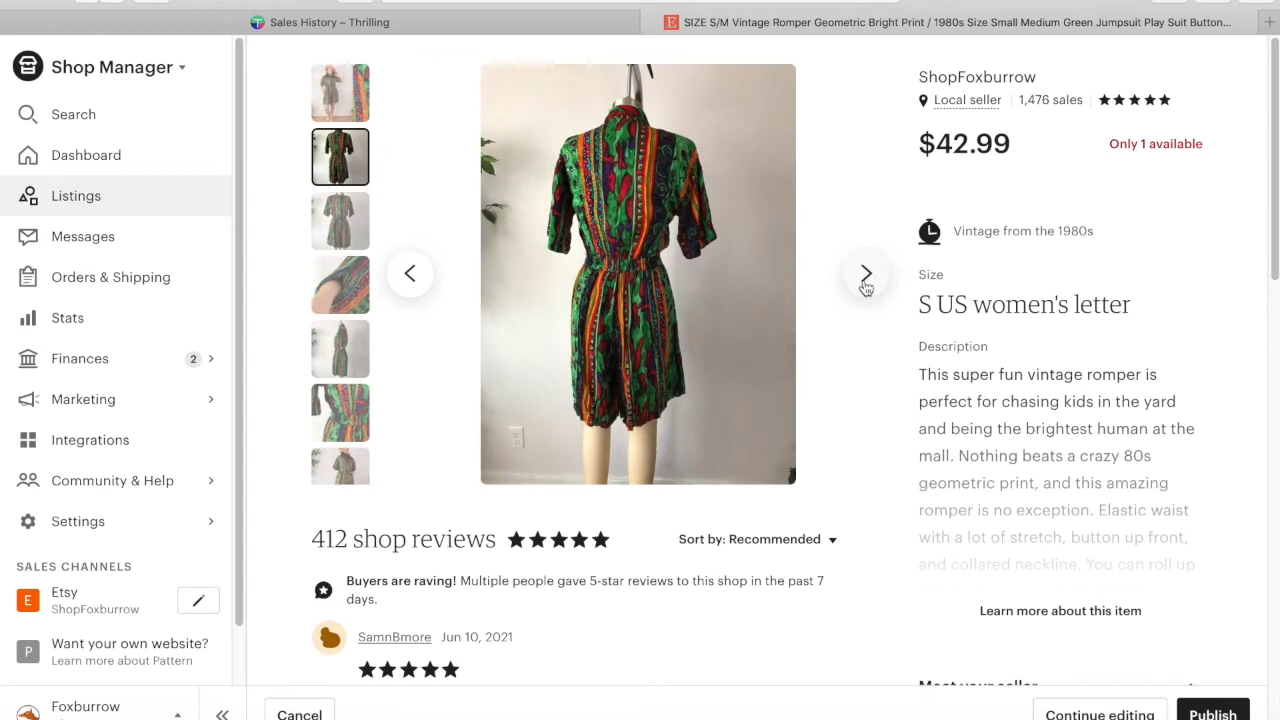 Sales History – Thrilling
SIZE S/M Vintage Romper Geometric Bright Print / 1980s Size Small Medium Green Jumpsuit Play Suit Button...
Shop Manager
Search
Dashboard
Listings
Messages
Orders & Shipping
Stats
Finances 2
Marketing
Integrations
Community & Help
Settings
SALES CHANNELS
E Etsy
ShopFoxburrow
P Want your own website?
Learn more about Pattern
Foxburrow
412 shop reviews
Sort by: Recommended
Buyers are raving! Multiple people gave 5-star reviews to this shop in the past 7
days.
SamnBmore Jun 10, 2021
ShopFoxburrow
Local seller 1,476 sales
$42.99 Only 1 available
Vintage from the 1980s
Size
S US women's letter
Description
This super fun vintage romper is
perfect for chasing kids in the yard
and being the brightest human at the
mall. Nothing beats a crazy 80s
geometric print, and this amazing
romper is no exception. Elastic waist
with a lot of stretch, button up front,
and collared neckline. You can roll up
Learn more about this item
Meet your seller
Cancel
Continue editing
Publish